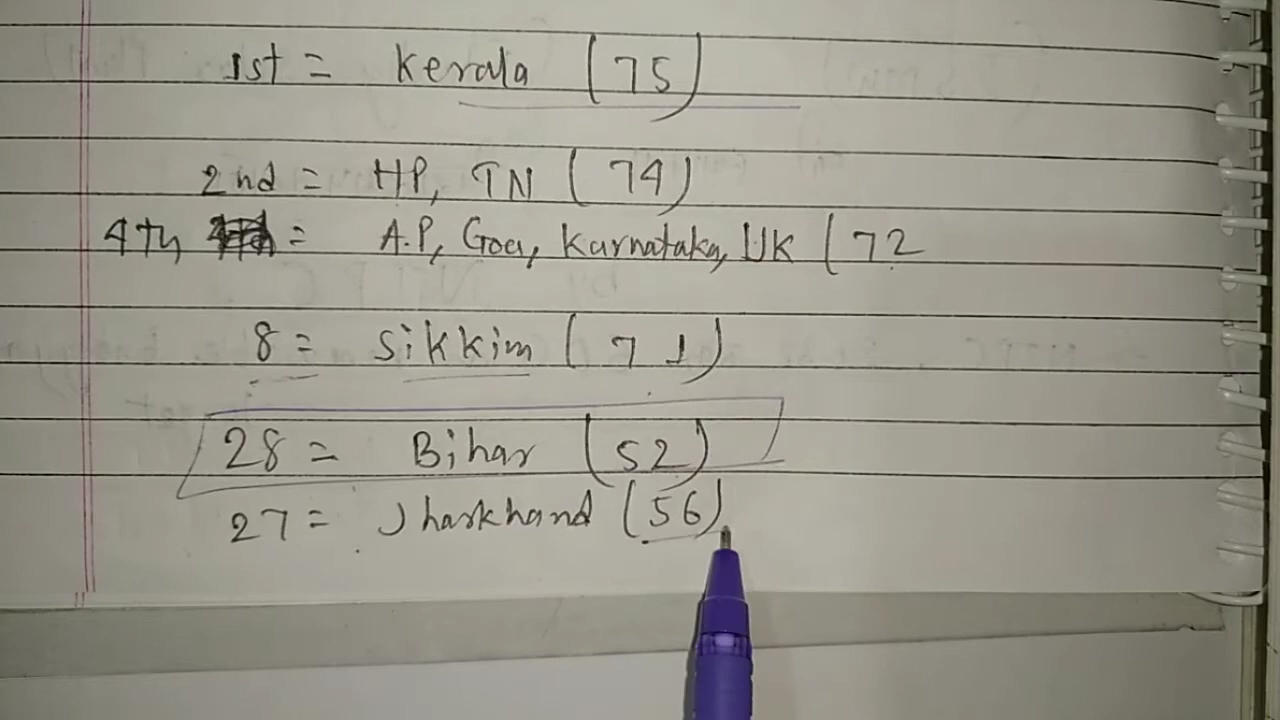 1st = Kerala (75)
2nd = HP, TN (74)
4th = A.P, Goa, Karnataka, UK (72
8 = Sikkim (71)
28 = Bihar (52)
27 = Jharkhand (56)